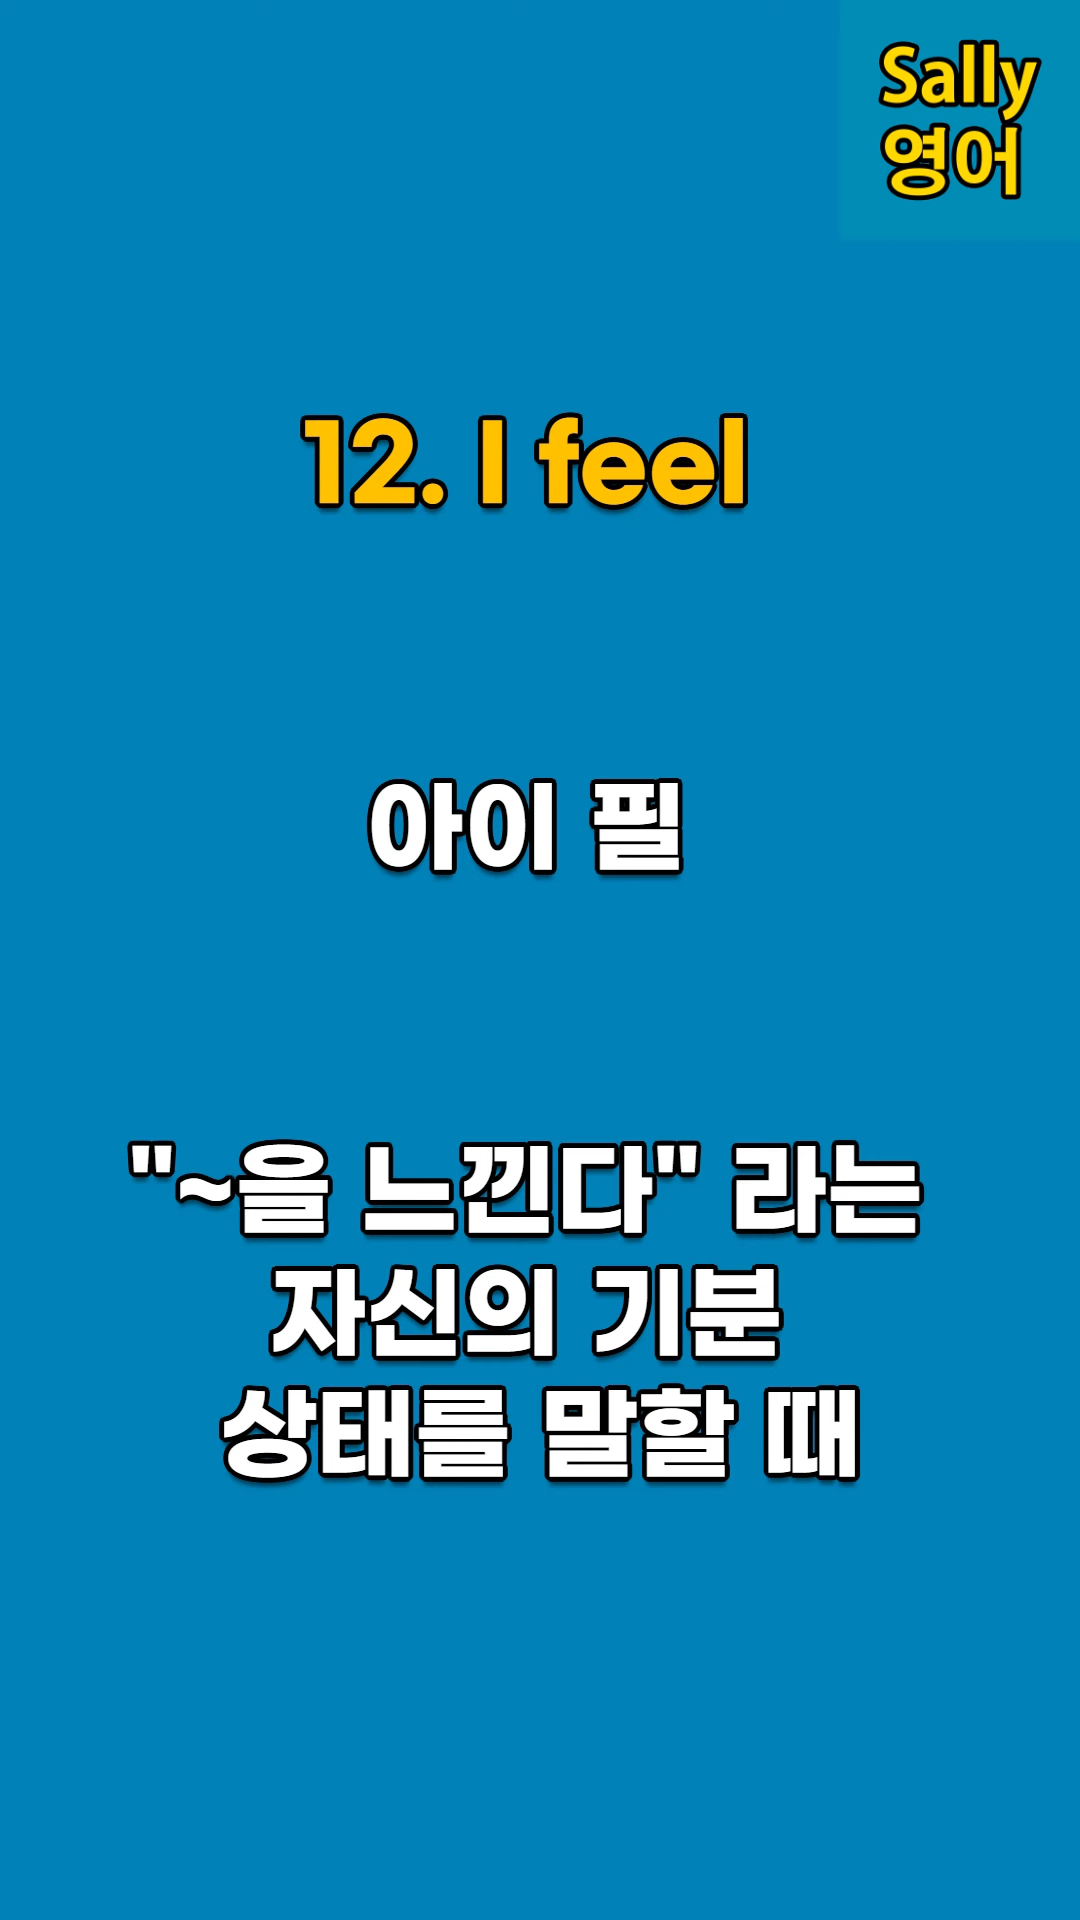 Sally
영어
12. I feel
아이 필
"~을 느낀다" 라는
자신의 기분
상태를 말할 때